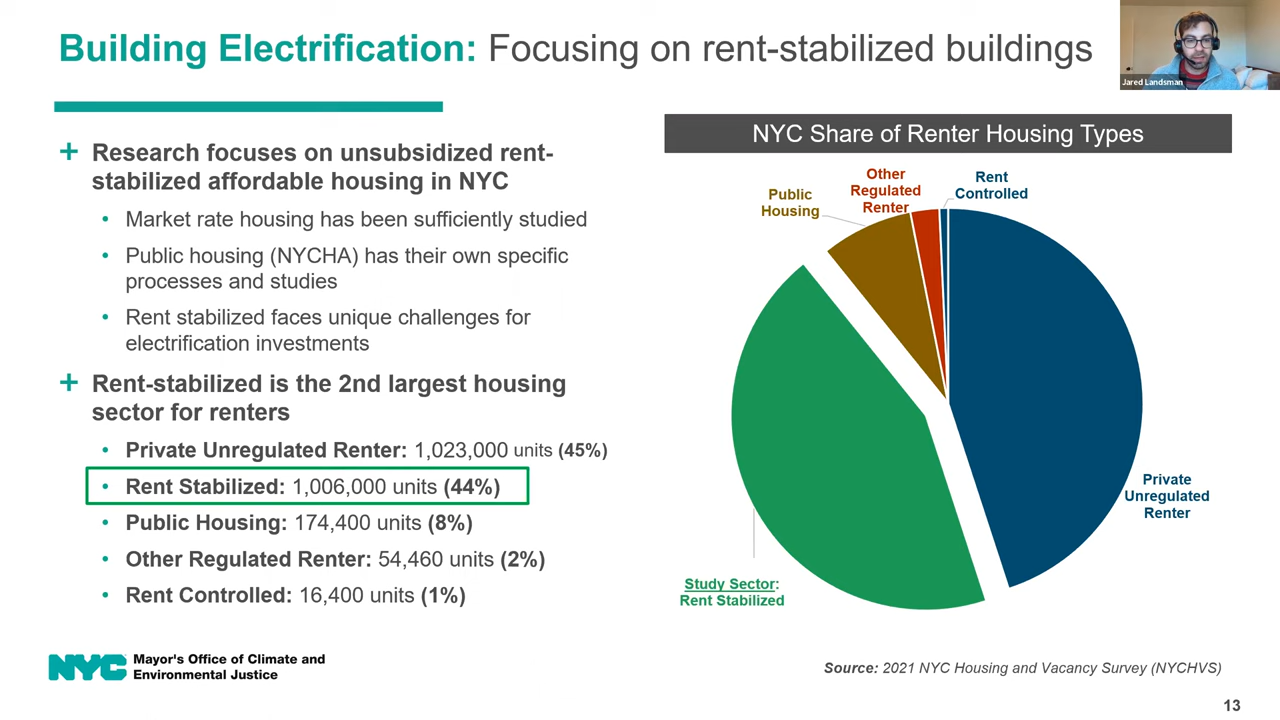 Building Electrification: Focusing on rent-stabilized buildings
Jared Landsman
+ Research focuses on unsubsidized rent-
stabilized affordable housing in NYC
• Market rate housing has been sufficiently studied
• Public housing (NYCHA) has their own specific
processes and studies
• Rent stabilized faces unique challenges for
electrification investments
+ Rent-stabilized is the 2nd largest housing
sector for renters
• Private Unregulated Renter: 1,023,000 units (45%)
• Rent Stabilized: 1,006,000 units (44%)
• Public Housing: 174,400 units (8%)
• Other Regulated Renter: 54,460 units (2%)
• Rent Controlled: 16,400 units (1%)
NYC Share of Renter Housing Types
Public
Housing
Other
Regulated
Renter
Rent
Controlled
Private
Unregulated
Renter
Study Sector:
Rent Stabilized
NYC
Mayor's Office of Climate and
Environmental Justice
Source: 2021 NYC Housing and Vacancy Survey (NYCHVS)
13